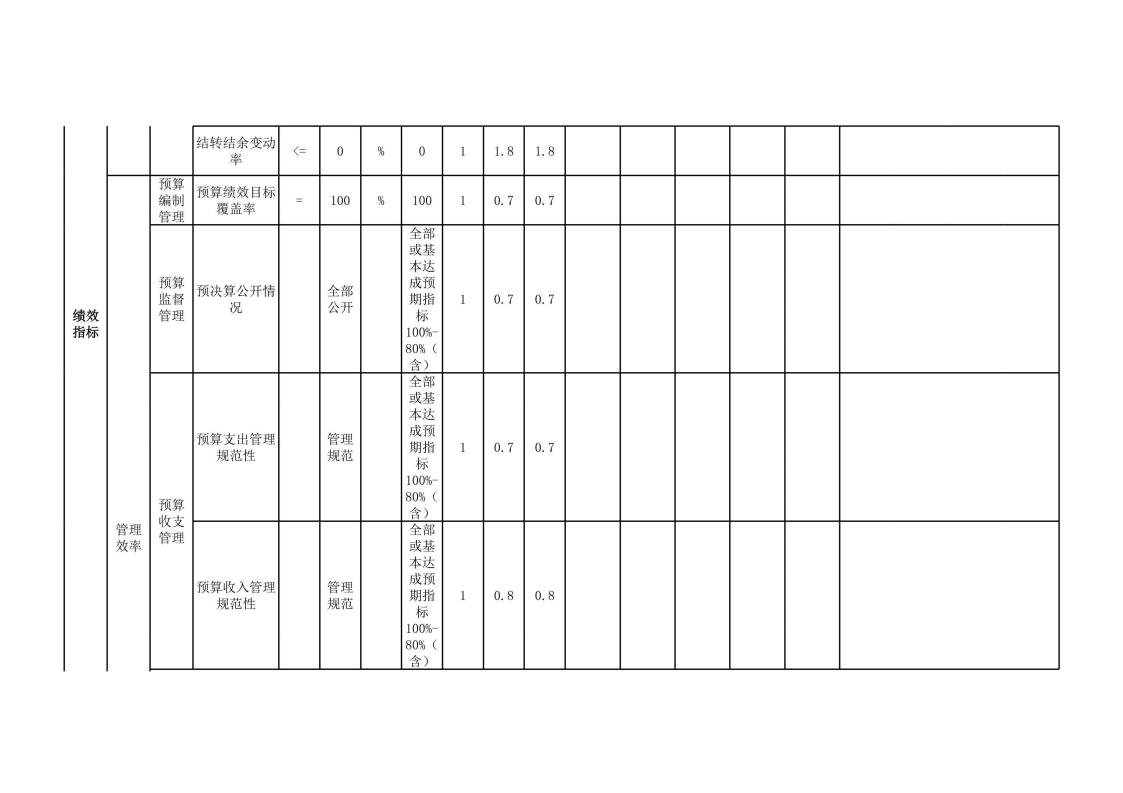 绩效
指标
结转结余变动
率
<=
0
%
0
1
1.8
1.8
管理
效率
预算
编制
管理
预算绩效目标
覆盖率
=
100
%
100
1
0.7
0.7
预算
监督
管理
预决算公开情
况
全部
公开
全部
或基
本达
成预
期指
标
100%-
80%（
含）
1
0.7
0.7
预算
收支
管理
预算支出管理
规范性
管理
规范
全部
或基
本达
成预
期指
标
100%-
80%（
含）
1
0.7
0.7
预算收入管理
规范性
管理
规范
全部
或基
本达
成预
期指
标
100%-
80%（
含）
1
0.8
0.8